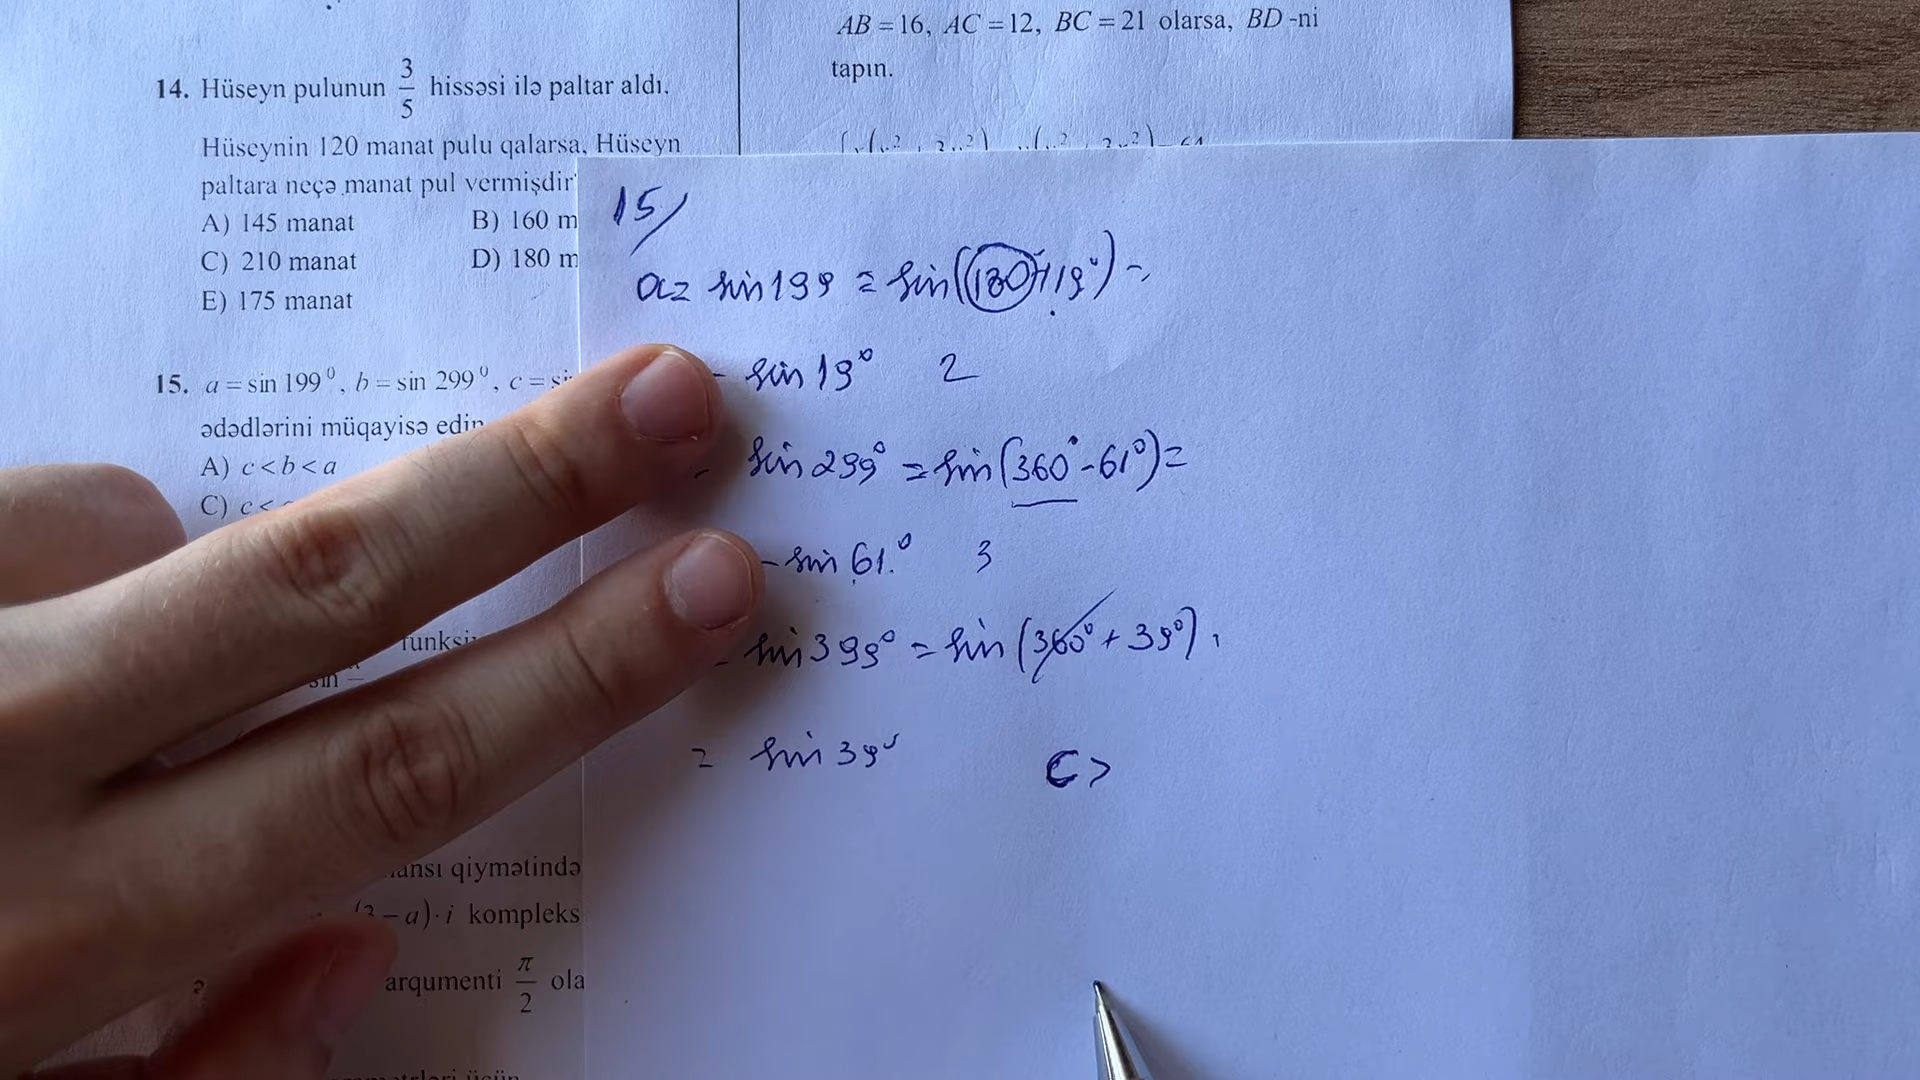 AB = 16, AC = 12, BC = 21 olarsa, BD -ni
tapın.
14. Hüseyn pulunun 3/5 hissəsi ilə paltar aldı.
Hüseynin 120 manat pulu qalarsa, Hüseyn
paltara neçə manat pul vermişdir
A) 145 manat B) 160 m
C) 210 manat D) 180 m
E) 175 manat
15. a = sin 199⁰, b = sin 299⁰, c = si
ədədlərini müqayisə edin
A) c < b < a
C) c <
funksi
sin
ansı qiymətində
(3 − a) · i kompleks
arqumenti π/2 ola
15/
a = sin 199 = sin(180+19°) =
- sin 19° 2
= sin 299° = sin(360° - 61°) =
- sin 61° 3
= sin 399° = sin (360° + 39°)
= sin 39° C >